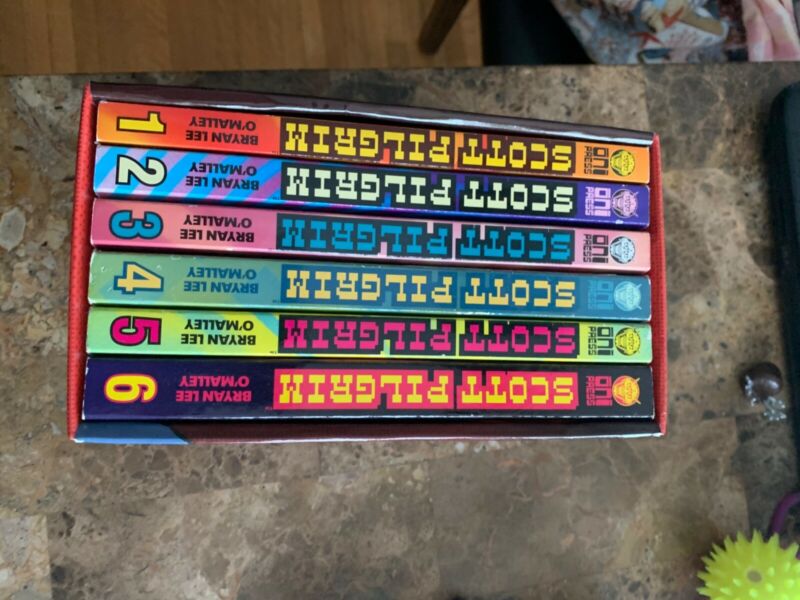 1
BRYAN LEE
O'MALLEY
SCOTT PILGRIM
ONI
PRESS
2
BRYAN LEE
O'MALLEY
SCOTT PILGRIM
ONI
PRESS
3
BRYAN LEE
O'MALLEY
SCOTT PILGRIM
ONI
PRESS
4
BRYAN LEE
O'MALLEY
SCOTT PILGRIM
ONI
PRESS
5
BRYAN LEE
O'MALLEY
SCOTT PILGRIM
ONI
PRESS
6
BRYAN LEE
O'MALLEY
SCOTT PILGRIM
ONI
PRESS